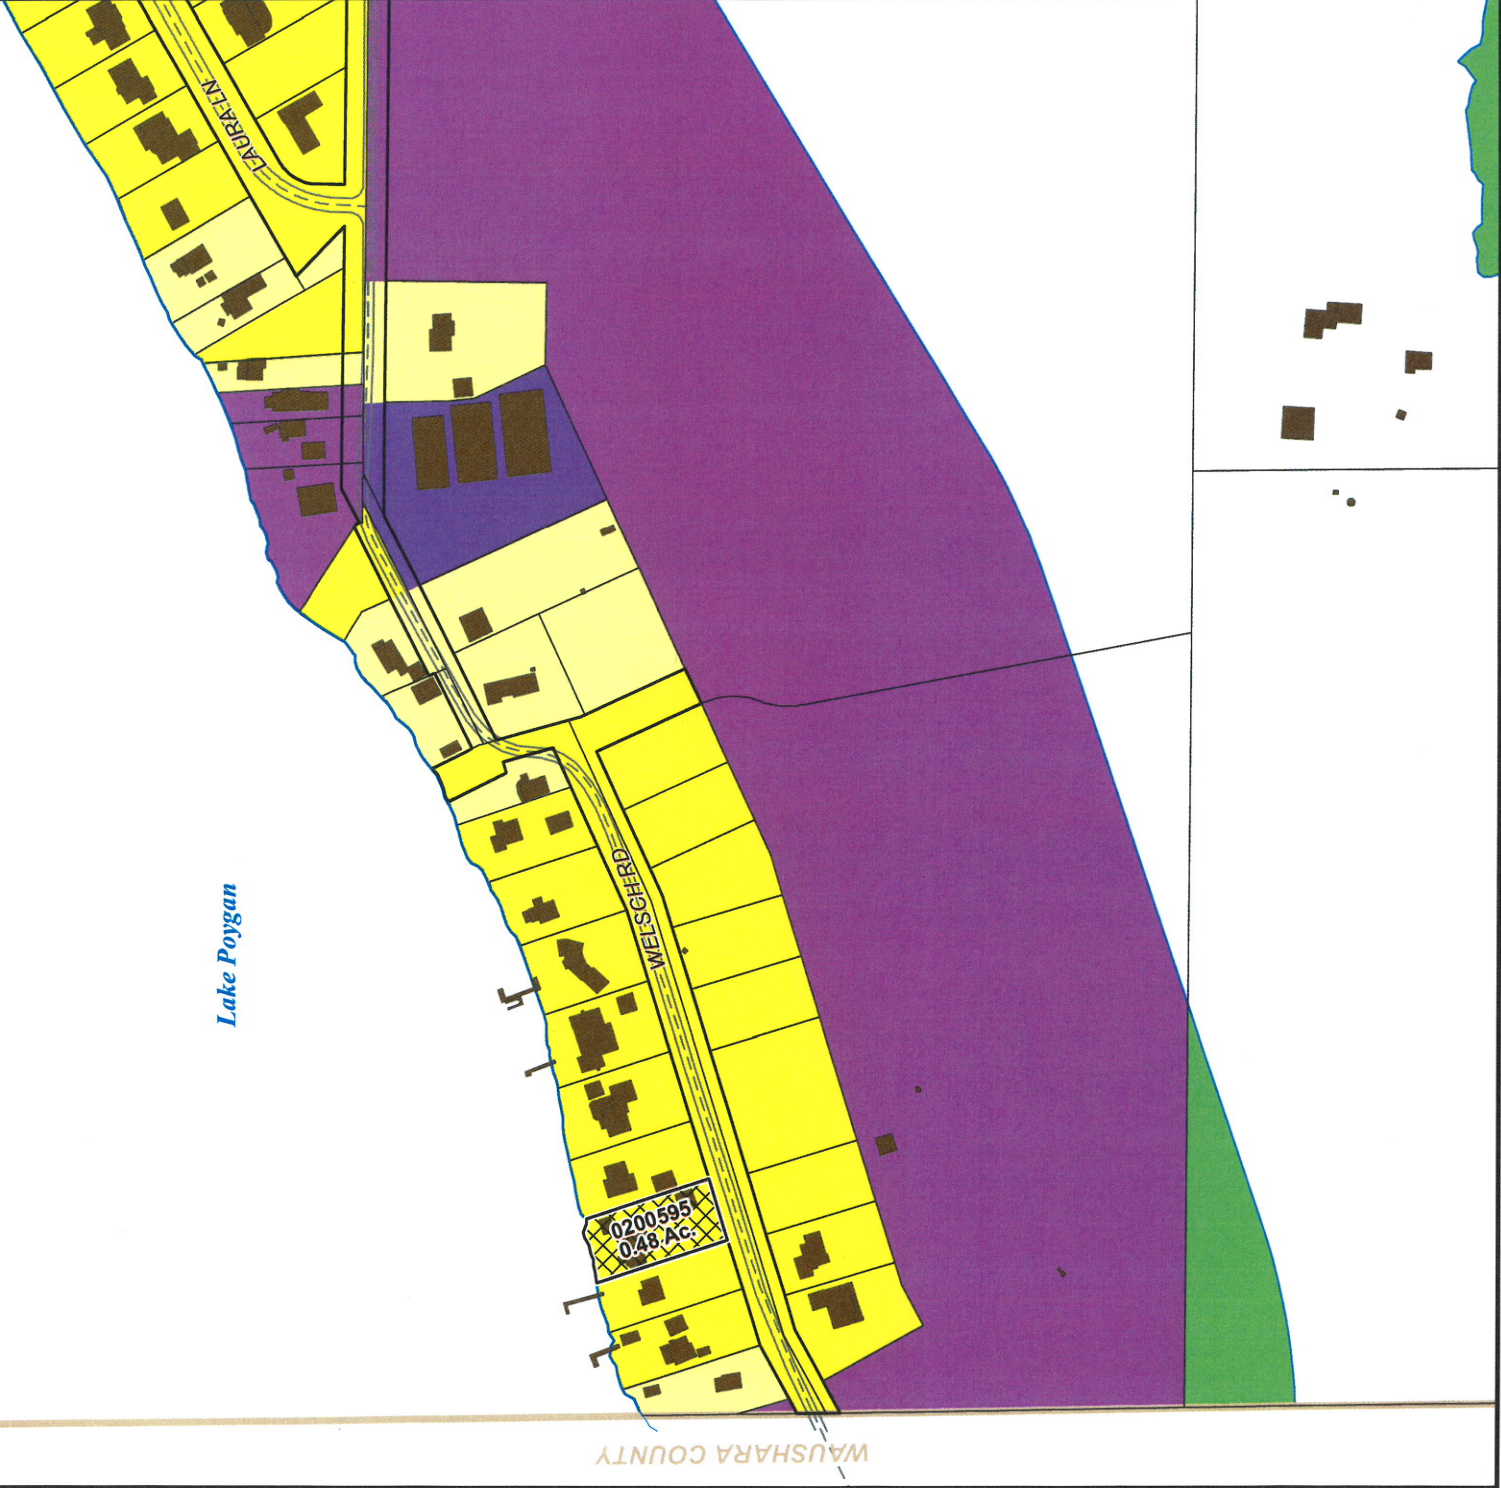 LAURA LN
Lake Poygan
WELSCH RD
0200595
0.48 Ac.
WAUSHARA COUNTY